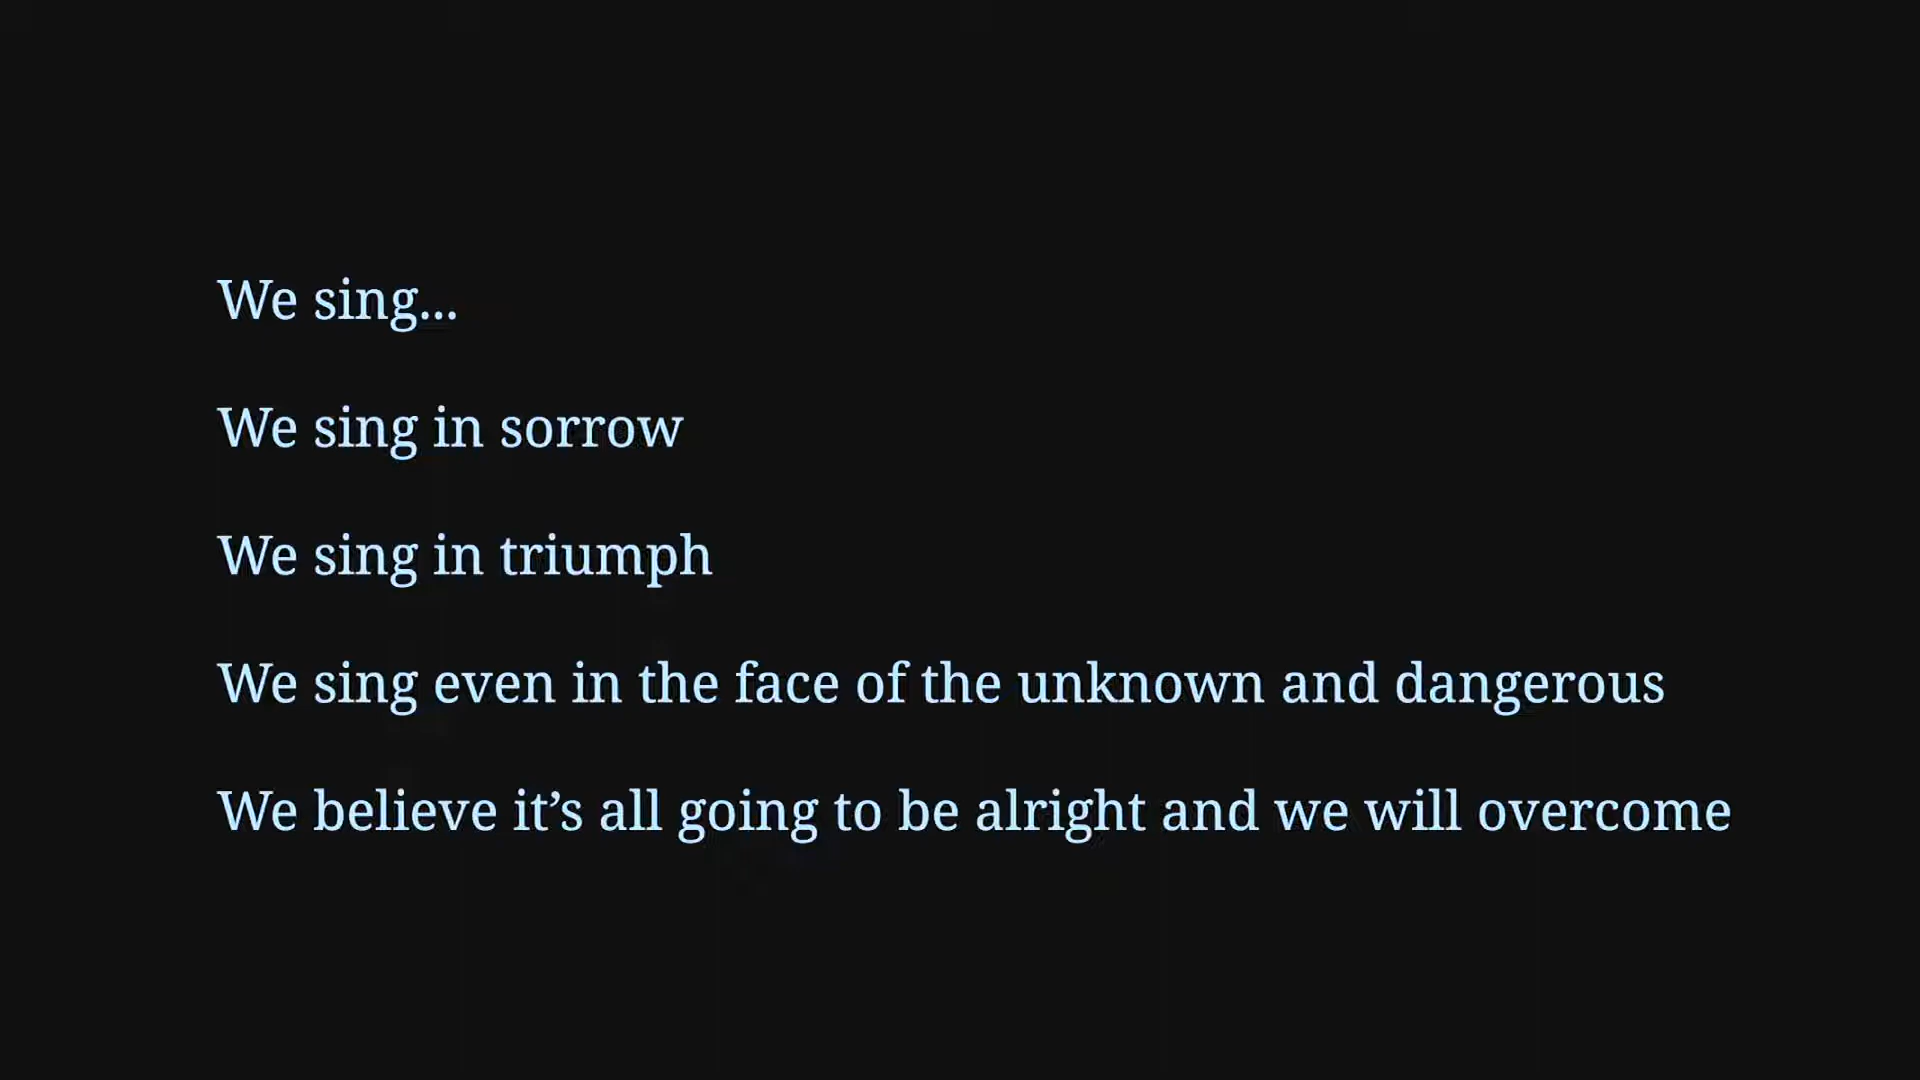 We sing...
We sing in sorrow
We sing in triumph
We sing even in the face of the unknown and dangerous
We believe it’s all going to be alright and we will overcome